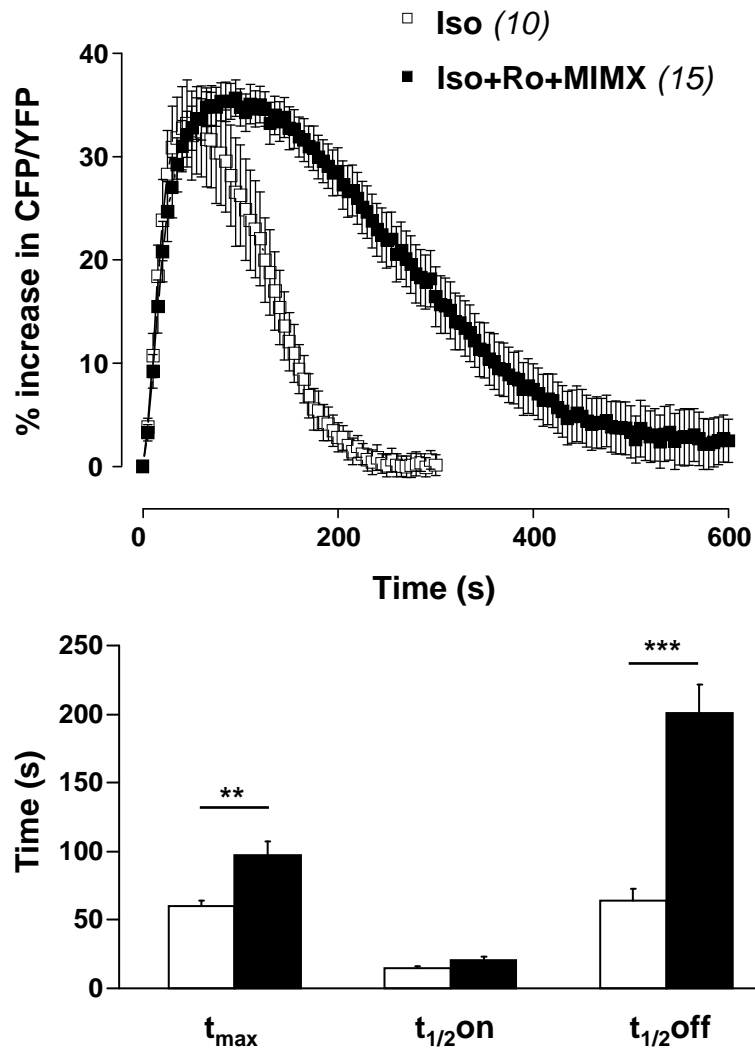 Iso (10)
Iso+Ro+MIMX (15)
% increase in CFP/YFP
40
30
20
10
0
0 200 400 600
Time (s)
Time (s)
250
200
150
100
50
0
**
***
tmax t1/2on t1/2off